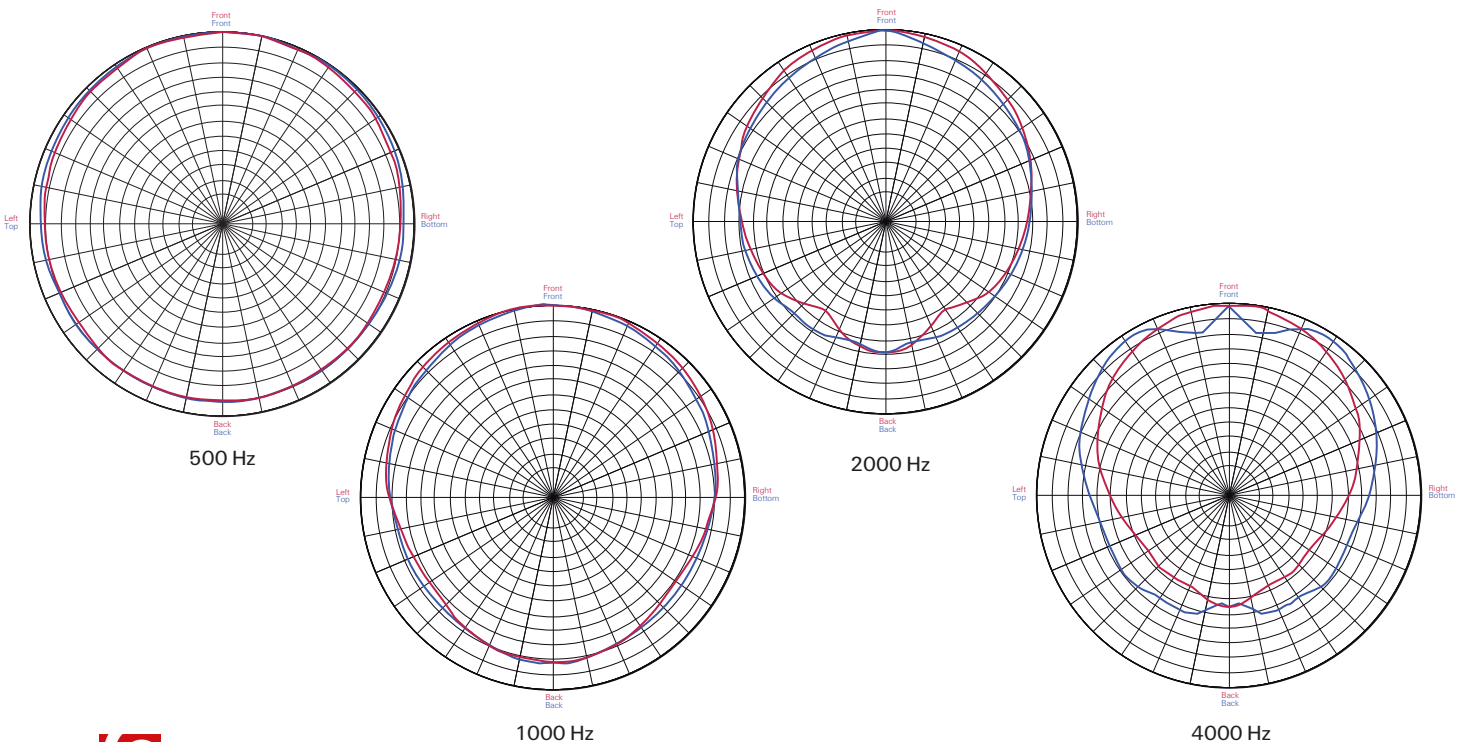 Front
Front
Left
Top
Right
Bottom
Back
Back
500 Hz
Front
Front
Left
Top
Right
Bottom
Back
Back
1000 Hz
Front
Front
Left
Top
Right
Bottom
Back
Back
2000 Hz
Front
Front
Left
Top
Right
Bottom
Back
Back
4000 Hz